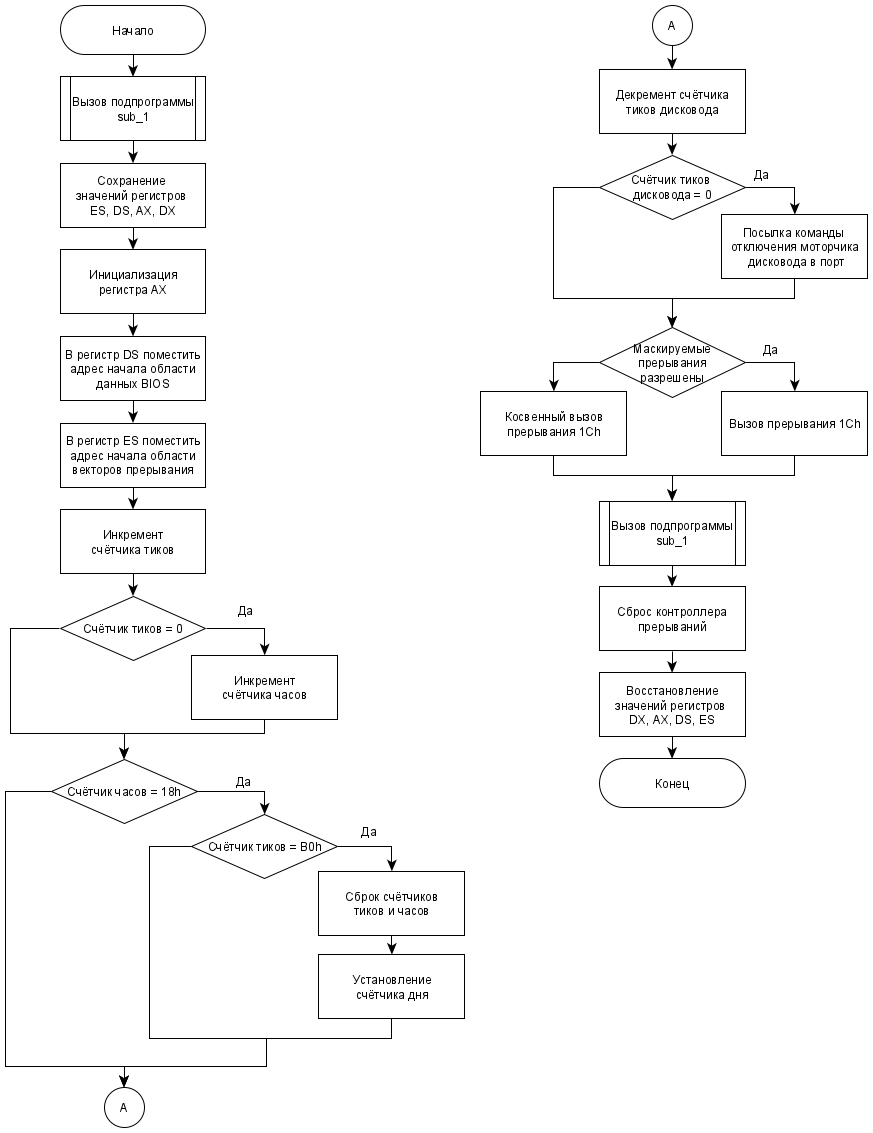 Начало
Вызов подпрограммы
sub_1
Сохранение
значений регистров
ES, DS, AX, DX
Инициализация
регистра AX
В регистр DS поместить
адрес начала области
данных BIOS
В регистр ES поместить
адрес начала области
векторов прерывания
Инкремент
счётчика тиков
Счётчик тиков = 0
Да
Инкремент
счётчика часов
Счётчик часов = 18h
Да
Счётчик тиков = B0h
Да
Сброк счётчиков
тиков и часов
Установление
счётчика дня
A
A
Декремент счётчика
тиков дисковода
Счётчик тиков
дисковода = 0
Да
Посылка команды
отключения моторчика
дисковода в порт
Маскируемые
прерывания
разрешены
Да
Косвенный вызов
прерывания 1Ch
Вызов прерывания 1Ch
Вызов подпрограммы
sub_1
Сброс контроллера
прерываний
Восстановление
значений регистров
DX, AX, DS, ES
Конец